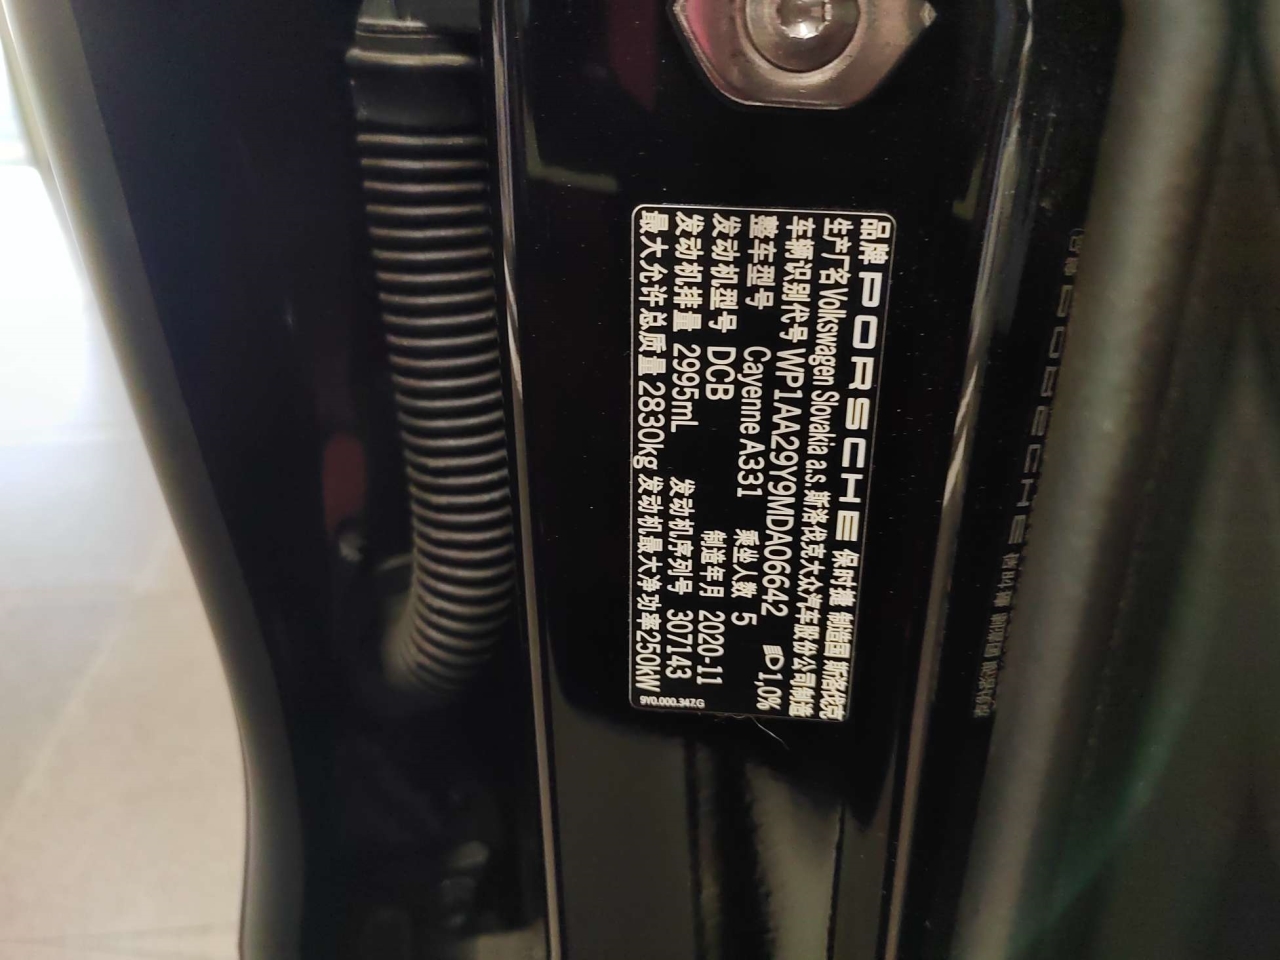 品牌 PORSCHE 保时捷 制造国 斯洛伐克
生产厂名 Volkswagen Slovakia a.s. 斯洛伐克大众汽车股份公司制造
车辆识别代号 WP1AA29Y9MDA06642 1,0%
整车型号 Cayenne A331 乘坐人数 5
发动机型号 DCB 制造年月 2020-11
发动机排量 2995mL 发动机序列号 307143
最大允许总质量 2830kg 发动机最大净功率 250kW
9Y0.000.347.G